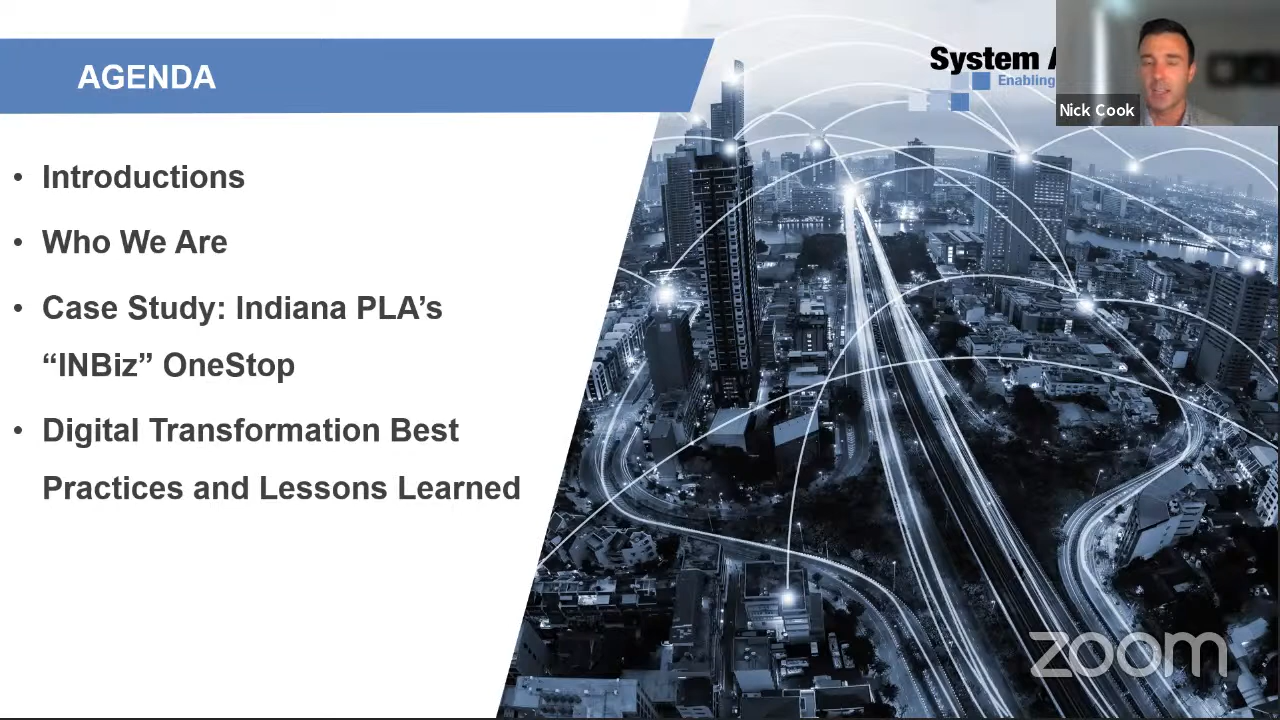 AGENDA
System
Enabling
Nick Cook
• Introductions
• Who We Are
• Case Study: Indiana PLA’s
“INBiz” OneStop
• Digital Transformation Best
Practices and Lessons Learned
zoom